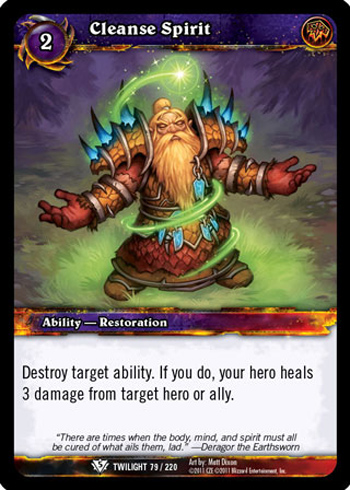 2
Cleanse Spirit
Ability — Restoration
Destroy target ability. If you do, your hero heals
3 damage from target hero or ally.
"There are times when the body, mind, and spirit must all
be cured of what ails them, lad." —Deragor the Earthsworn
TWILIGHT 79 / 220
Art by: Matt Dixon
©2011 CZE ©2011 Blizzard Entertainment, Inc.